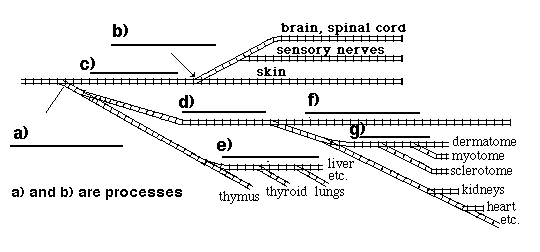 b)
brain, spinal cord
sensory nerves
c)
skin
d)
f)
g)
a)
dermatome
e)
myotome
liver
etc.
sclerotome
a) and b) are processes
thymus
thyroid
lungs
kidneys
heart
etc.